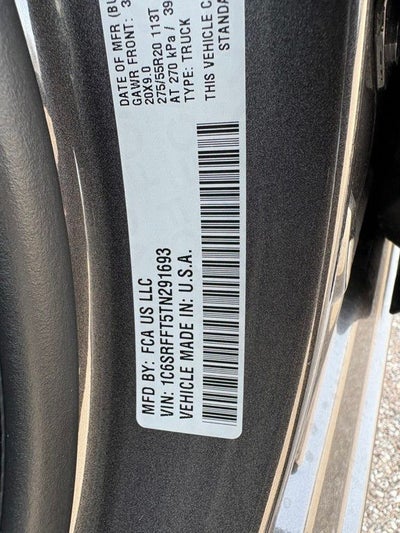 MFD BY: FCA US LLC
DATE OF MFR
GAWR FRONT:
20X9.0
275/55R20 113T
AT 270 kPa / 39
TYPE: TRUCK
THIS VEHICLE
STANDA
VIN: 1C6SRFFT5TN291693
VEHICLE MADE IN: U.S.A.